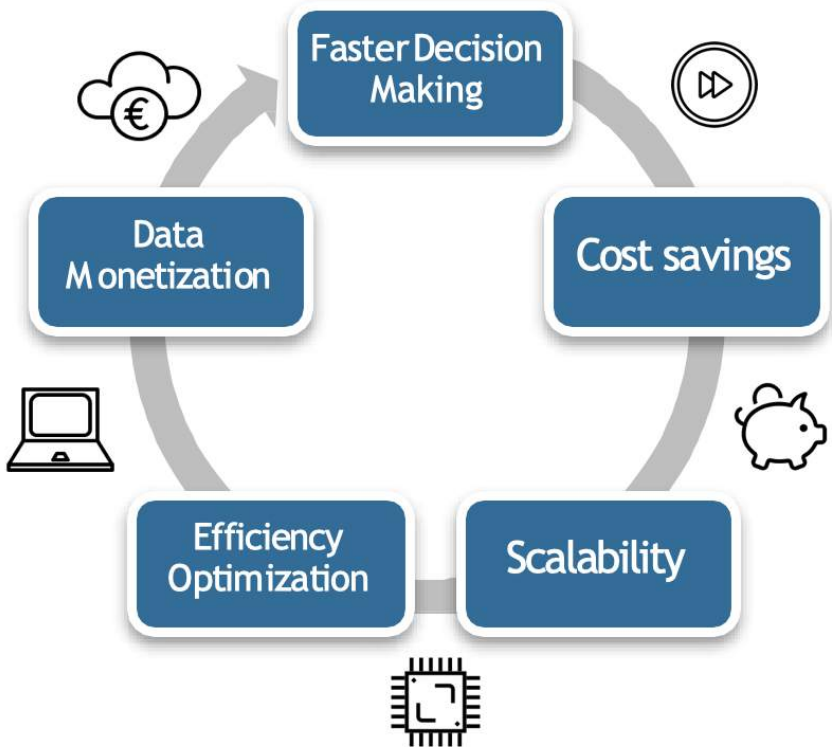 Faster Decision
Making
Cost savings
Scalability
Efficiency
Optimization
Data
Monetization
€